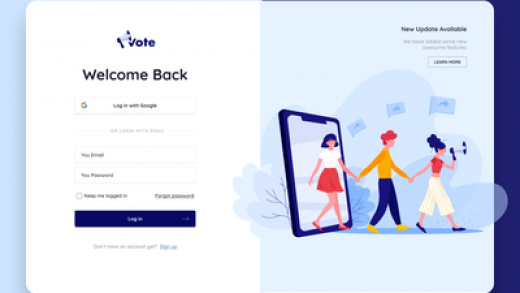 Vote
Welcome Back
Log in with Google
OR LOGIN WITH EMAIL
You Email
You Password
Keep me logged in
Forgot password
Log in
Don't have an account yet? Sign up
New Update Available
We have added some new
awesome features
LEARN MORE